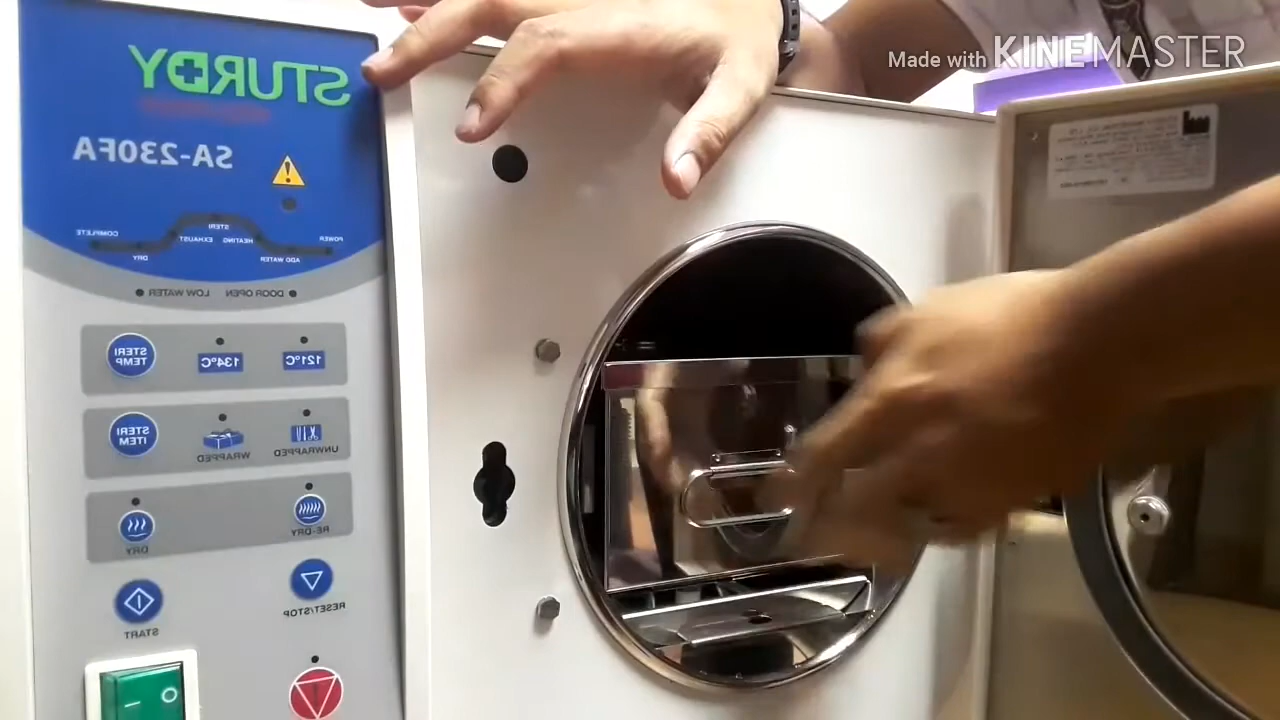 Made with KINEMASTER
STURDY
SA-230FA
COMPLETE
STERI
POWER
EXHAUST HEATING
DRY
ADD WATER
LOW WATER DOOR OPEN
STERI TEMP
134°C
121°C
STERI ITEM
WRAPPED
UNWRAPPED
DRY
RE-DRY
START
RESET/STOP